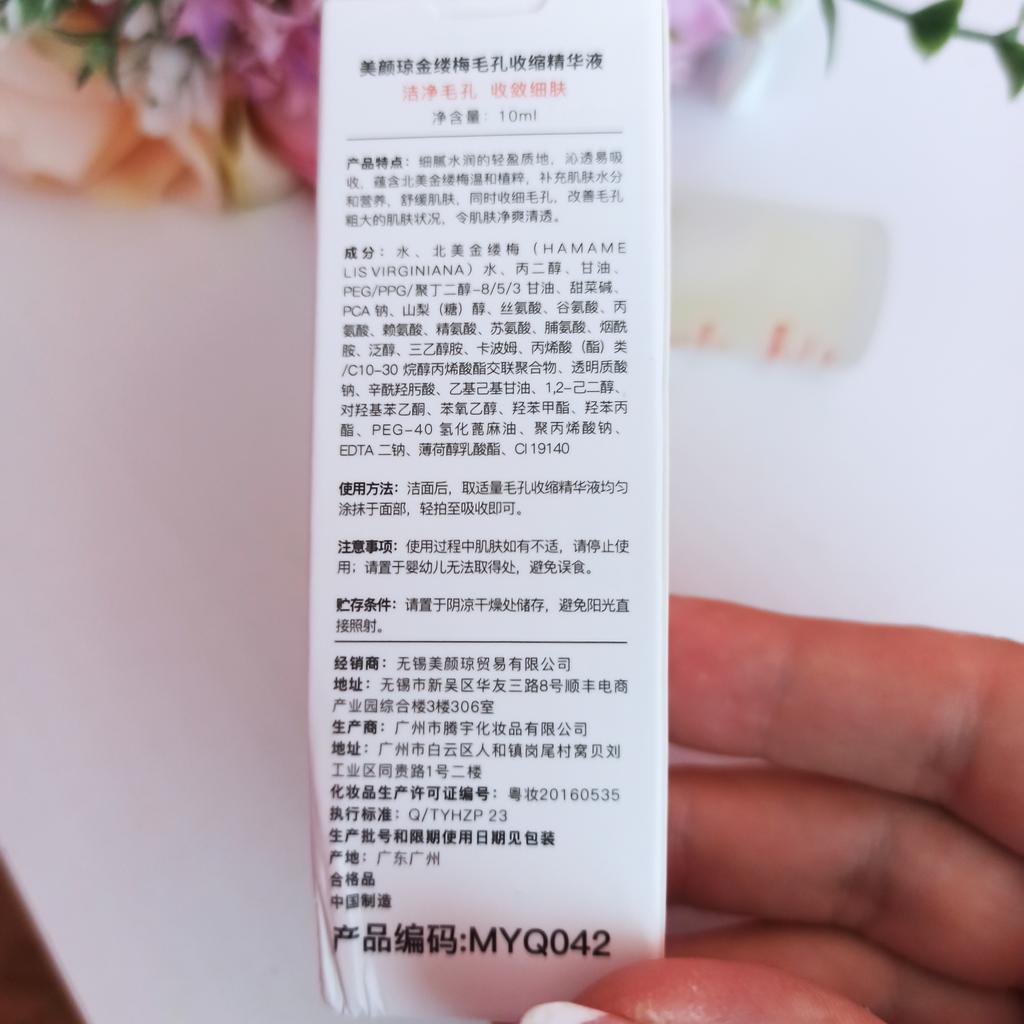 美颜琼金缕梅毛孔收缩精华液
洁净毛孔 收敛细肤
净含量：10ml
产品特点：细腻水润的轻盈质地，沁透易吸
收，蕴含北美金缕梅温和植粹，补充肌肤水分
和营养，舒缓肌肤，同时收细毛孔，改善毛孔
粗大的肌肤状况，令肌肤净爽清透。
成分：水、北美金缕梅（HAMAME
LIS VIRGINIANA）水、丙二醇、甘油、
PEG/PPG/聚丁二醇-8/5/3 甘油、甜菜碱、
PCA 钠、山梨（糖）醇、丝氨酸、谷氨酸、丙
氨酸、赖氨酸、精氨酸、苏氨酸、脯氨酸、烟酰
胺、泛醇、三乙醇胺、卡波姆、丙烯酸（酯）类
/C10-30 烷醇丙烯酸酯交联聚合物、透明质酸
钠、辛酰羟肟酸、乙基己基甘油、1,2-己二醇、
对羟基苯乙酮、苯氧乙醇、羟苯甲酯、羟苯丙
酯、PEG-40 氢化蓖麻油、聚丙烯酸钠、
EDTA 二钠、薄荷醇乳酸酯、CI 19140
使用方法：洁面后，取适量毛孔收缩精华液均匀
涂抹于面部，轻拍至吸收即可。
注意事项：使用过程中肌肤如有不适，请停止使
用；请置于婴幼儿无法取得处，避免误食。
贮存条件：请置于阴凉干燥处储存，避免阳光直
接照射。
经销商：无锡美颜琼贸易有限公司
地址：无锡市新吴区华友三路8号顺丰电商
产业园综合楼3楼306室
生产商：广州市腾宇化妆品有限公司
地址：广州市白云区人和镇岗尾村窝贝刘
工业区同贵路1号二楼
化妆品生产许可证编号：粤妆20160535
执行标准：Q/TYHZP 23
生产批号和限期使用日期见包装
产地：广东广州
合格品
中国制造
产品编码:MYQ042